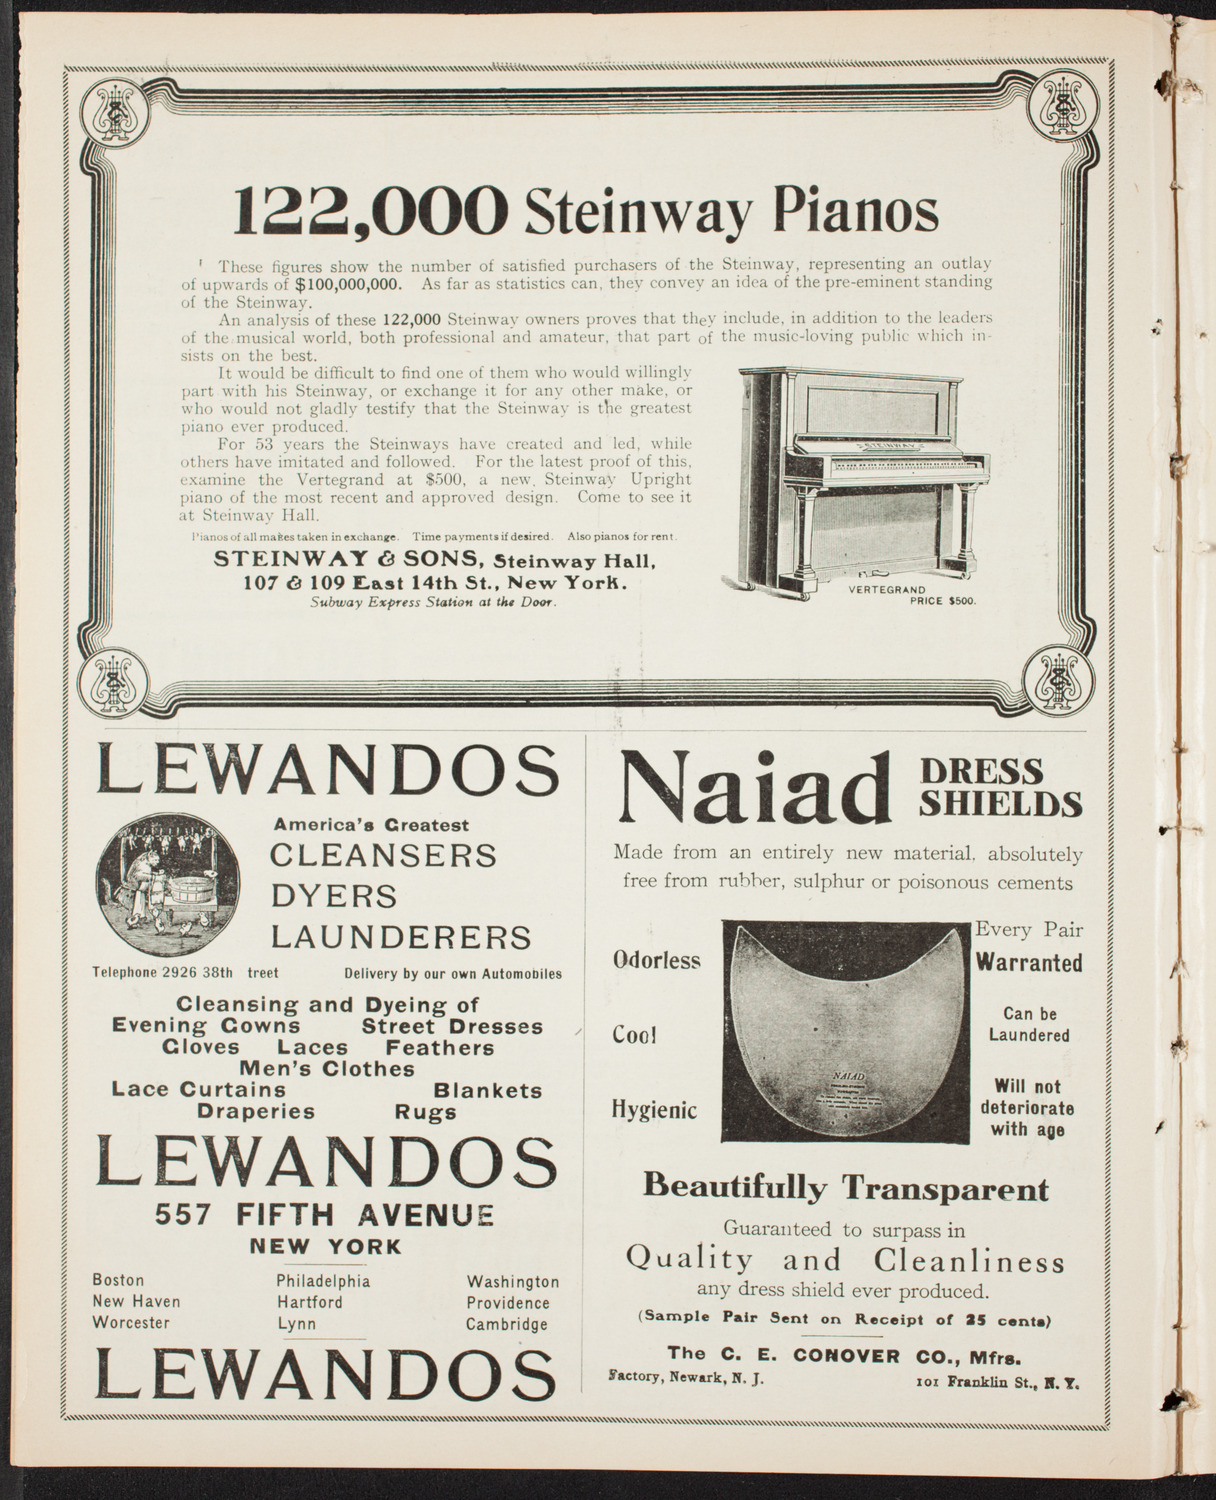 122,000 Steinway Pianos
These figures show the number of satisfied purchasers of the Steinway, representing an outlay
of upwards of $100,000,000. As far as statistics can, they convey an idea of the pre-eminent standing
of the Steinway.
An analysis of these 122,000 Steinway owners proves that they include, in addition to the leaders
of the musical world, both professional and amateur, that part of the music-loving public which in-
sists on the best.
It would be difficult to find one of them who would willingly
part with his Steinway, or exchange it for any other make, or
who would not gladly testify that the Steinway is the greatest
piano ever produced.
For 53 years the Steinways have created and led, while
others have imitated and followed. For the latest proof of this,
examine the Vertegrand at $500, a new Steinway Upright
piano of the most recent and approved design. Come to see it
at Steinway Hall.
Pianos of all makes taken in exchange. Time payments if desired. Also pianos for rent.
STEINWAY & SONS, Steinway Hall,
107 & 109 East 14th St., New York.
Subway Express Station at the Door.
STEINWAY
VERTEGRAND
PRICE $500.
LEWANDOS
America's Greatest
CLEANSERS
DYERS
LAUNDERERS
Telephone 2926 38th treet Delivery by our own Automobiles
Cleansing and Dyeing of
Evening Gowns Street Dresses
Gloves Laces Feathers
Men's Clothes
Lace Curtains Blankets
Draperies Rugs
LEWANDOS
557 FIFTH AVENUE
NEW YORK
Boston Philadelphia Washington
New Haven Hartford Providence
Worcester Lynn Cambridge
LEWANDOS
Naiad DRESS
SHIELDS
Made from an entirely new material, absolutely
free from rubber, sulphur or poisonous cements
Odorless
Cool
Hygienic
NAIAD
Every Pair
Warranted
Can be
Laundered
Will not
deteriorate
with age
Beautifully Transparent
Guaranteed to surpass in
Quality and Cleanliness
any dress shield ever produced.
(Sample Pair Sent on Receipt of 25 cents)
The C. E. CONOVER CO., Mfrs.
Factory, Newark, N. J. 101 Franklin St., N. Y.